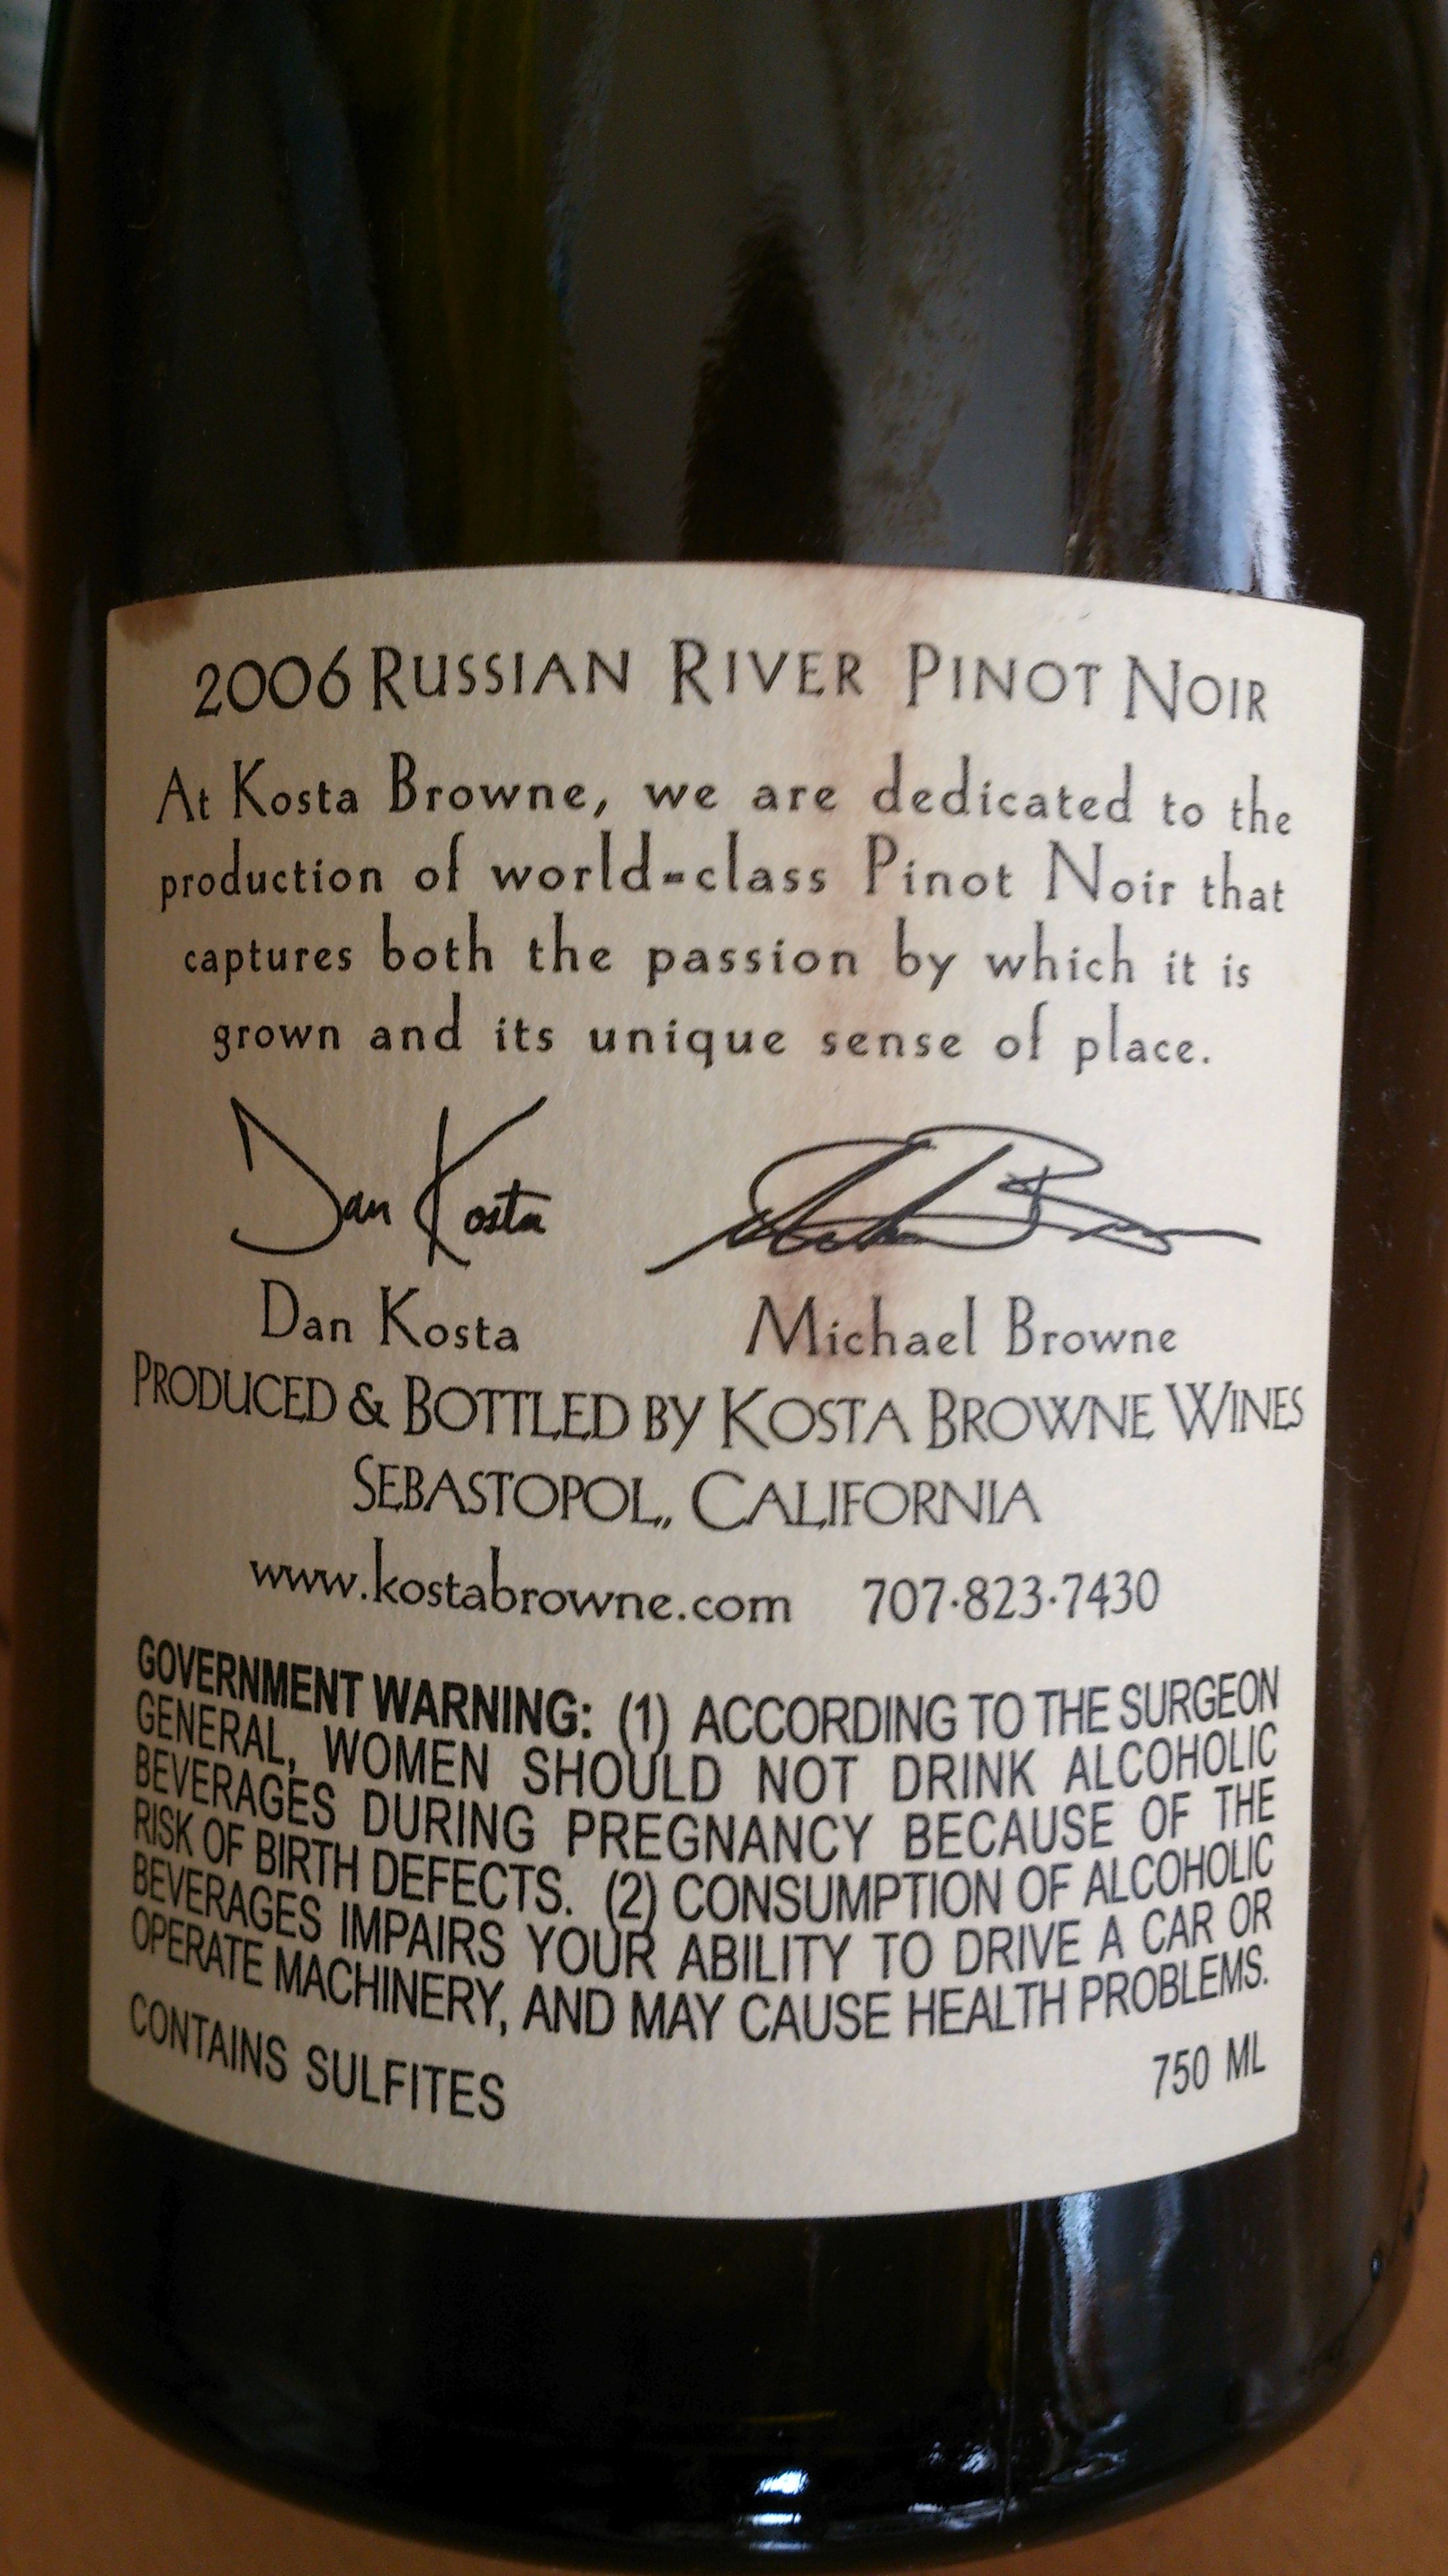 2006 RUSSIAN RIVER PINOT NOIR
At Kosta Browne, we are dedicated to the
production of world-class Pinot Noir that
captures both the passion by which it is
grown and its unique sense of place.
Dan Kosta
Dan Kosta Michael Browne
PRODUCED & BOTTLED BY KOSTA BROWNE WINES
SEBASTOPOL, CALIFORNIA
www.kostabrowne.com 707·823·7430
GOVERNMENT WARNING: (1) ACCORDING TO THE SURGEON
GENERAL, WOMEN SHOULD NOT DRINK ALCOHOLIC
BEVERAGES DURING PREGNANCY BECAUSE OF THE
RISK OF BIRTH DEFECTS. (2) CONSUMPTION OF ALCOHOLIC
BEVERAGES IMPAIRS YOUR ABILITY TO DRIVE A CAR OR
OPERATE MACHINERY, AND MAY CAUSE HEALTH PROBLEMS.
CONTAINS SULFITES 750 ML